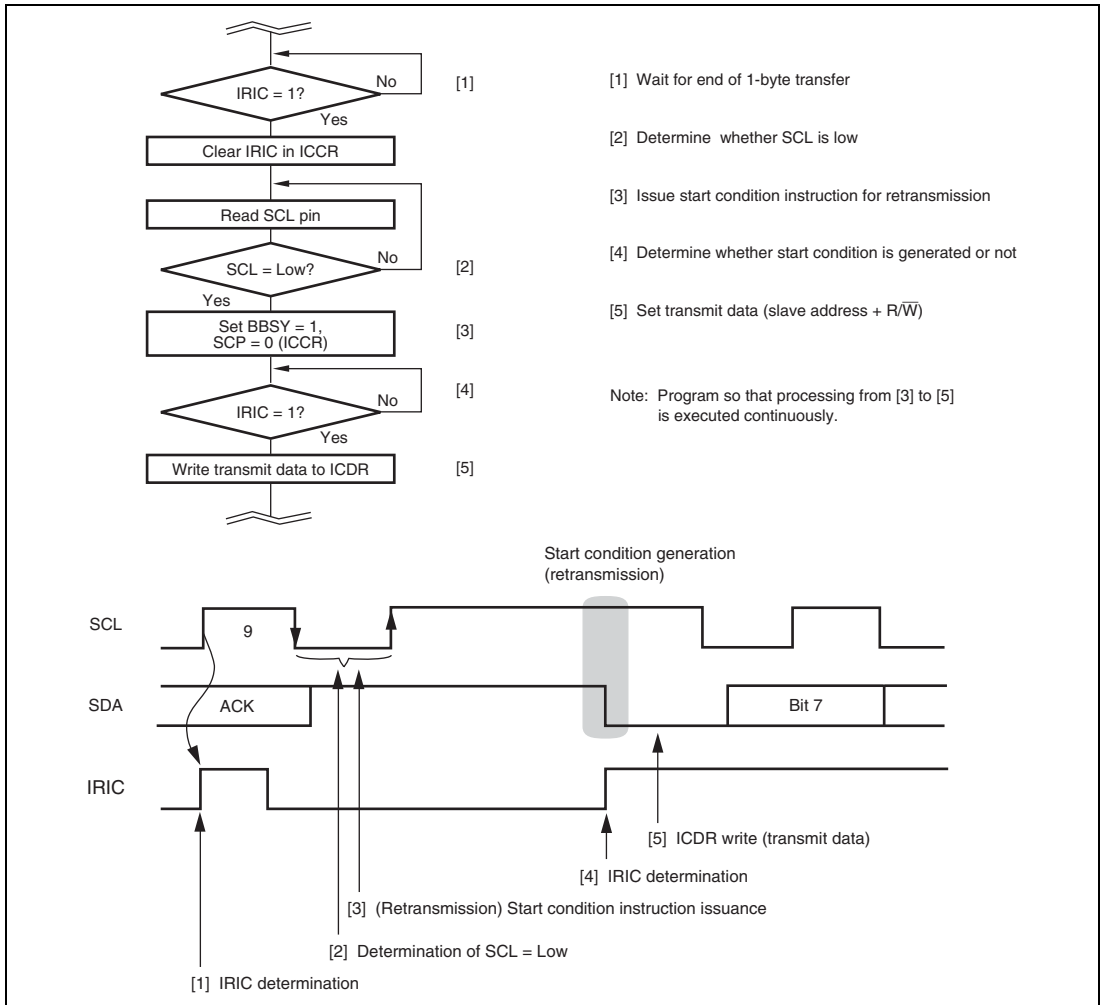 IRIC = 1?
No
[1]
Yes
Clear IRIC in ICCR
Read SCL pin
SCL = Low?
No
[2]
Yes
Set BBSY = 1,
SCP = 0 (ICCR)
[3]
IRIC = 1?
No
[4]
Yes
Write transmit data to ICDR
[5]
[1] Wait for end of 1-byte transfer
[2] Determine whether SCL is low
[3] Issue start condition instruction for retransmission
[4] Determine whether start condition is generated or not
[5] Set transmit data (slave address + R/W̅)
Note: Program so that processing from [3] to [5]
is executed continuously.
Start condition generation
(retransmission)
SCL
9
SDA
ACK
Bit 7
IRIC
[5] ICDR write (transmit data)
[4] IRIC determination
[3] (Retransmission) Start condition instruction issuance
[2] Determination of SCL = Low
[1] IRIC determination